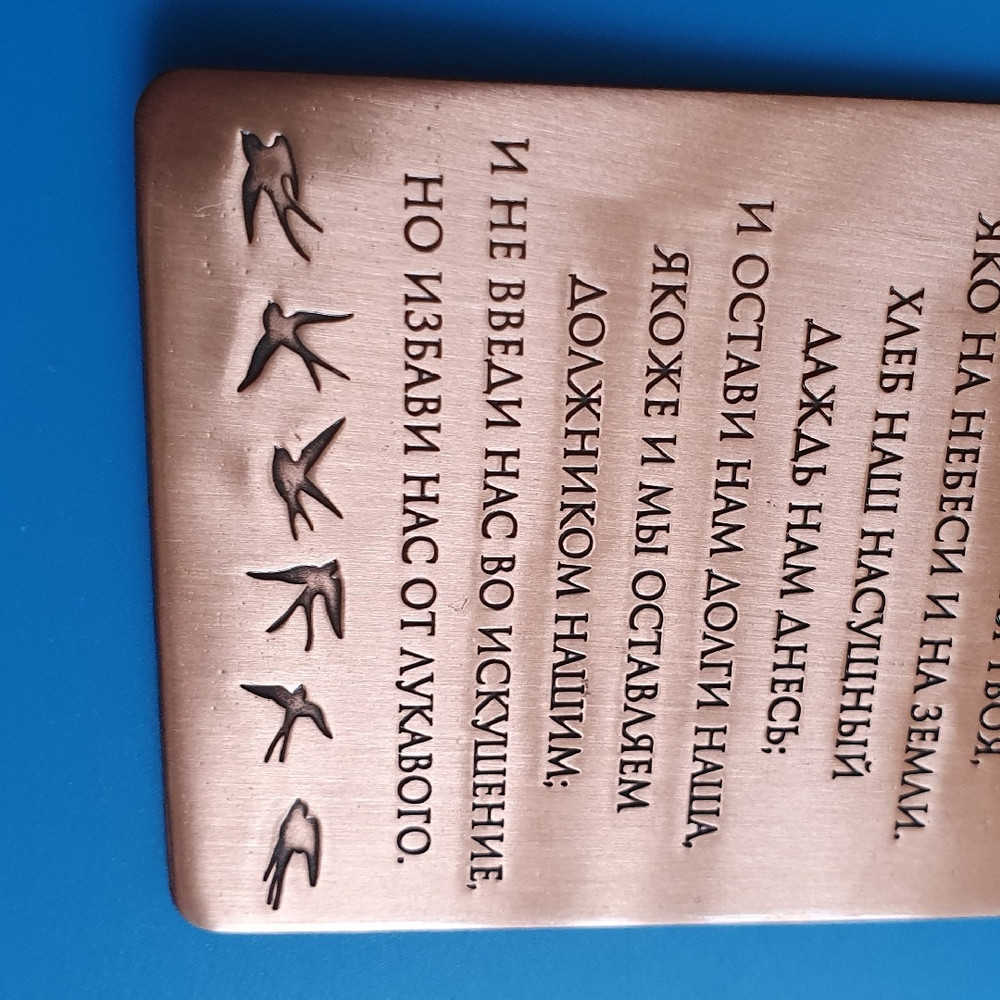 ЯКО НА НЕБЕСИ И НА ЗЕМЛИ.
ХЛЕБ НАШ НАСУЩНЫЙ
ДАЖДЬ НАМ ДНЕСЬ;
И ОСТАВИ НАМ ДОЛГИ НАША,
ЯКОЖЕ И МЫ ОСТАВЛЯЕМ
ДОЛЖНИКОМ НАШИМ;
И НЕ ВВЕДИ НАС ВО ИСКУШЕНИЕ,
НО ИЗБАВИ НАС ОТ ЛУКАВОГО.